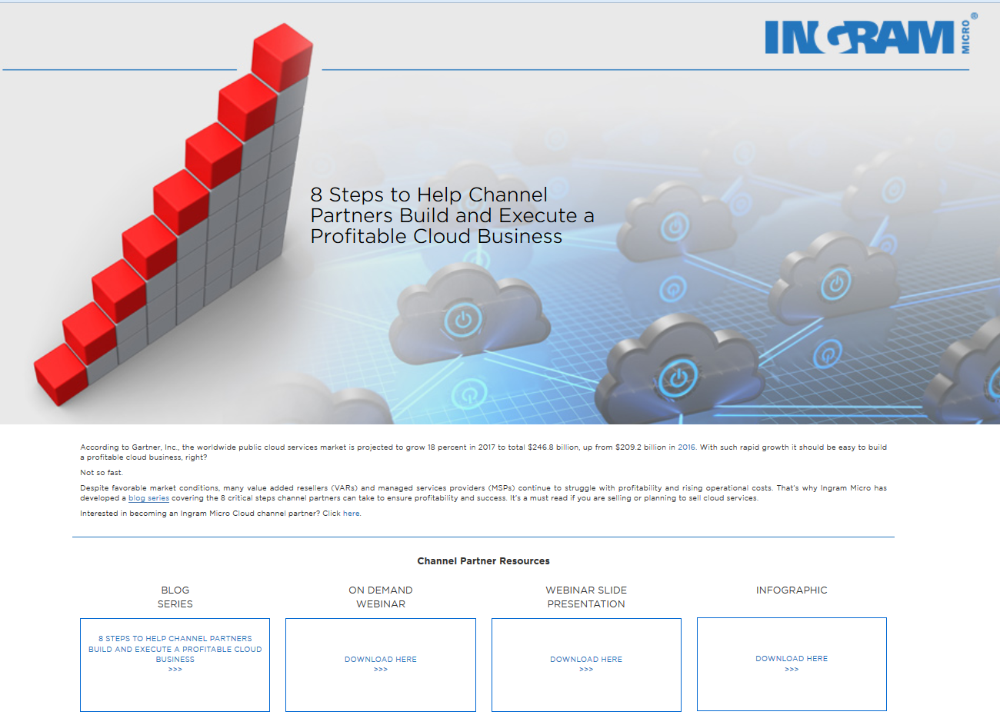 INGRAM MICRO®
8 Steps to Help Channel
Partners Build and Execute a
Profitable Cloud Business
According to Gartner, Inc., the worldwide public cloud services market is projected to grow 18 percent in 2017 to total $246.8 billion, up from $209.2 billion in 2016. With such rapid growth it should be easy to build
a profitable cloud business, right?
Not so fast.
Despite favorable market conditions, many value added resellers (VARs) and managed services providers (MSPs) continue to struggle with profitability and rising operational costs. That's why Ingram Micro has
developed a blog series covering the 8 critical steps channel partners can take to ensure profitability and success. It's a must read if you are selling or planning to sell cloud services.
Interested in becoming an Ingram Micro Cloud channel partner? Click here.
Channel Partner Resources
BLOG
SERIES
8 STEPS TO HELP CHANNEL PARTNERS
BUILD AND EXECUTE A PROFITABLE CLOUD
BUSINESS
>>>
ON DEMAND
WEBINAR
DOWNLOAD HERE
>>>
WEBINAR SLIDE
PRESENTATION
DOWNLOAD HERE
>>>
INFOGRAPHIC
DOWNLOAD HERE
>>>